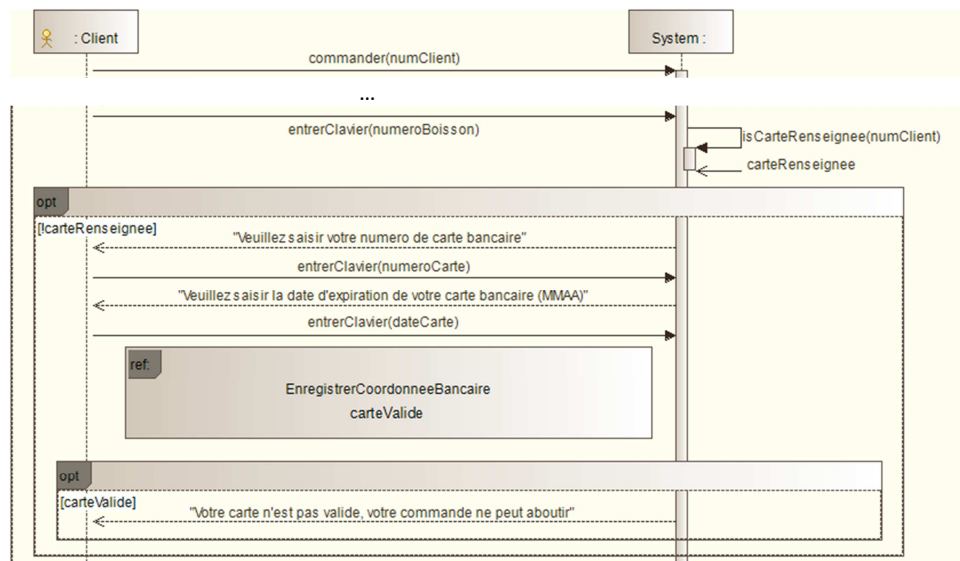 : Client
System :
commander(numClient)
...
entrerClavier(numeroBoisson)
isCarteRenseignee(numClient)
carteRenseignee
opt
[!carteRenseignee]
"Veuillez saisir votre numero de carte bancaire"
entrerClavier(numeroCarte)
"Veuillez saisir la date d'expiration de votre carte bancaire (MMAA)"
entrerClavier(dateCarte)
ref:
EnregistrerCoordonneeBancaire
carteValide
opt
[carteValide]
"Votre carte n'est pas valide, votre commande ne peut aboutir"